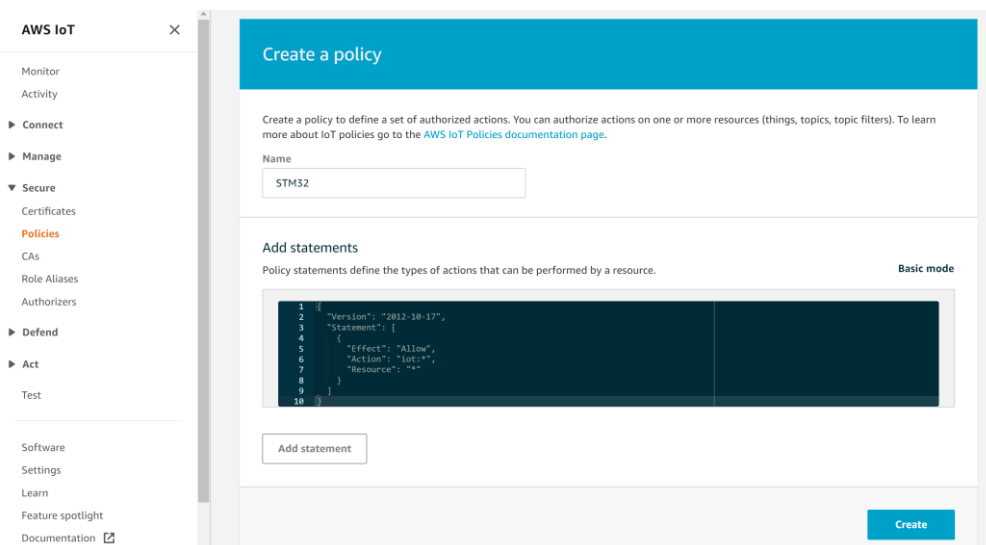 AWS IoT
Monitor
Activity
Connect
Manage
Secure
Certificates
Policies
CAs
Role Aliases
Authorizers
Defend
Act
Test
Software
Settings
Learn
Feature spotlight
Documentation
Create a policy
Create a policy to define a set of authorized actions. You can authorize actions on one or more resources (things, topics, topic filters). To learn
more about IoT policies go to the AWS IoT Policies documentation page.
Name
STM32
Add statements
Policy statements define the types of actions that can be performed by a resource.
Basic mode
1 {
2 "Version": "2012-10-17",
3 "Statement": [
4 {
5 "Effect": "Allow",
6 "Action": "iot:*",
7 "Resource": "*"
8 }
9 ]
10 }
Add statement
Create